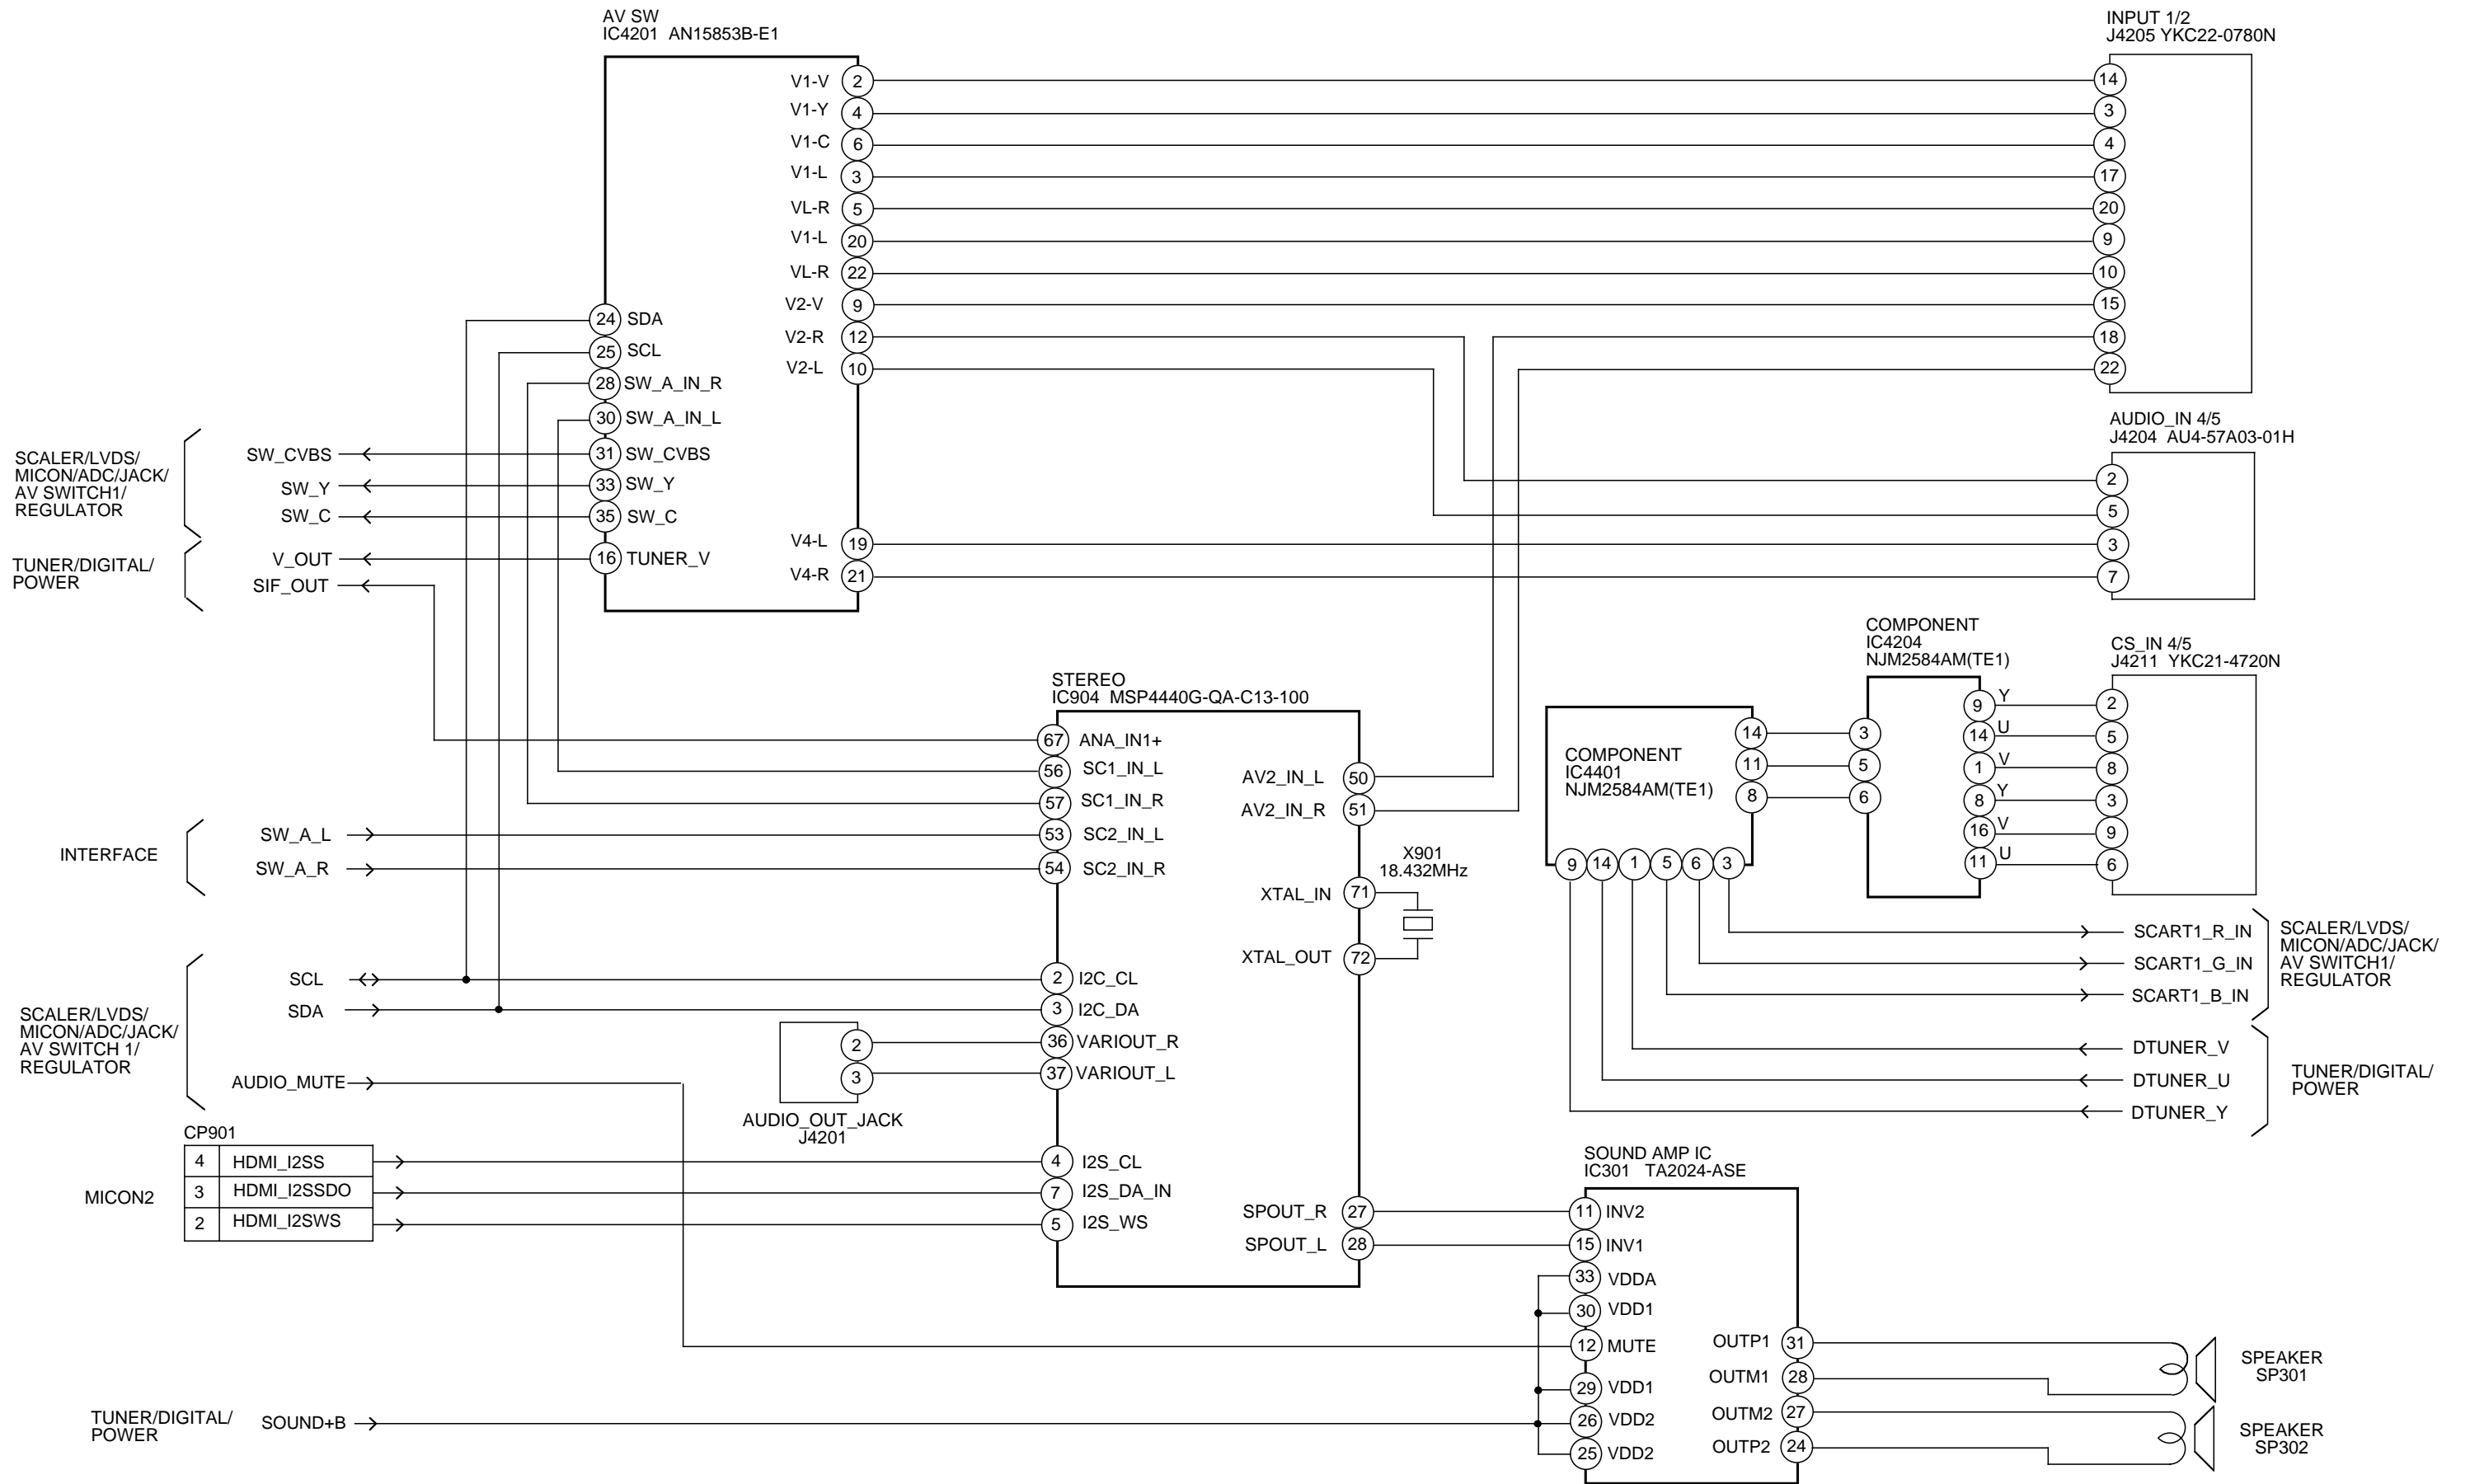 AV SW
IC4201 AN15853B-E1
V1-V 2
V1-Y 4
V1-C 6
V1-L 3
VL-R 5
V1-L 20
VL-R 22
V2-V 9
V2-R 12
V2-L 10
V4-L 19
V4-R 21
24 SDA
25 SCL
28 SW_A_IN_R
30 SW_A_IN_L
31 SW_CVBS
33 SW_Y
35 SW_C
16 TUNER_V
INPUT 1/2
J4205 YKC22-0780N
14
3
4
17
20
9
10
15
18
22
AUDIO_IN 4/5
J4204 AU4-57A03-01H
2
5
3
7
SCALER/LVDS/
MICON/ADC/JACK/
AV SWITCH1/
REGULATOR
SW_CVBS
SW_Y
SW_C
TUNER/DIGITAL/
POWER
V_OUT
SIF_OUT
STEREO
IC904 MSP4440G-QA-C13-100
67 ANA_IN1+
56 SC1_IN_L
57 SC1_IN_R
53 SC2_IN_L
54 SC2_IN_R
2 I2C_CL
3 I2C_DA
36 VARIOUT_R
37 VARIOUT_L
4 I2S_CL
7 I2S_DA_IN
5 I2S_WS
AV2_IN_L 50
AV2_IN_R 51
XTAL_IN 71
XTAL_OUT 72
SPOUT_R 27
SPOUT_L 28
X901
18.432MHz
INTERFACE
SW_A_L
SW_A_R
SCALER/LVDS/
MICON/ADC/JACK/
AV SWITCH 1/
REGULATOR
SCL
SDA
AUDIO_MUTE
2
3
AUDIO_OUT_JACK
J4201
CP901
MICON2
4 HDMI_I2SS
3 HDMI_I2SSDO
2 HDMI_I2SWS
COMPONENT
IC4401
NJM2584AM(TE1)
14
11
8
9 14 1 5 6 3
COMPONENT
IC4204
NJM2584AM(TE1)
3
5
6
9 Y
14 U
1 V
8 Y
16 V
11 U
CS_IN 4/5
J4211 YKC21-4720N
2
5
8
3
9
6
SCART1_R_IN
SCART1_G_IN
SCART1_B_IN
SCALER/LVDS/
MICON/ADC/JACK/
AV SWITCH1/
REGULATOR
DTUNER_V
DTUNER_U
DTUNER_Y
TUNER/DIGITAL/
POWER
SOUND AMP IC
IC301 TA2024-ASE
11 INV2
15 INV1
33 VDDA
30 VDD1
12 MUTE
29 VDD1
26 VDD2
25 VDD2
OUTP1 31
OUTM1 28
OUTM2 27
OUTP2 24
SPEAKER
SP301
SPEAKER
SP302
TUNER/DIGITAL/
POWER
SOUND+B